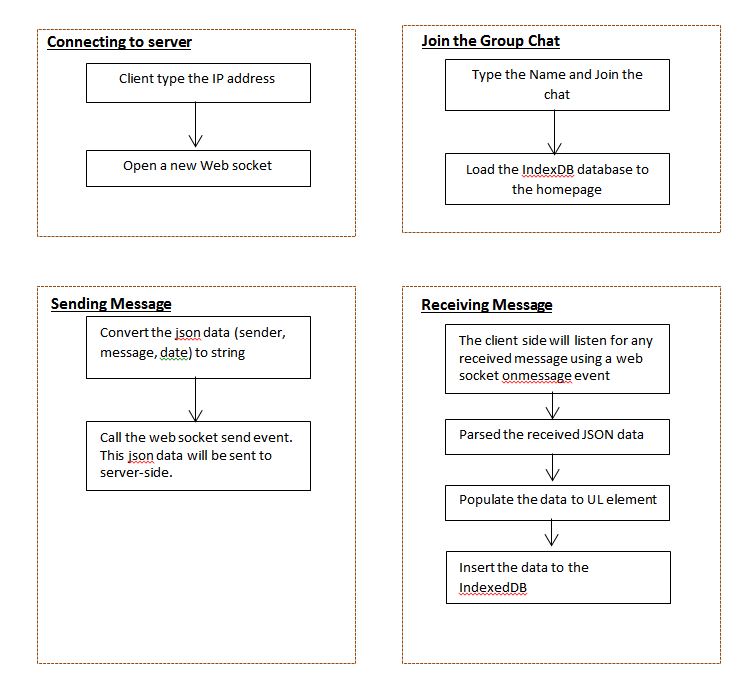 Connecting to server
Client type the IP address
Open a new Web socket
Join the Group Chat
Type the Name and Join the
chat
Load the IndexDB database to
the homepage
Sending Message
Convert the json data (sender,
message, date) to string
Call the web socket send event.
This json data will be sent to
server-side.
Receiving Message
The client side will listen for any
received message using a web
socket onmessage event
Parsed the received JSON data
Populate the data to UL element
Insert the data to the
IndexedDB